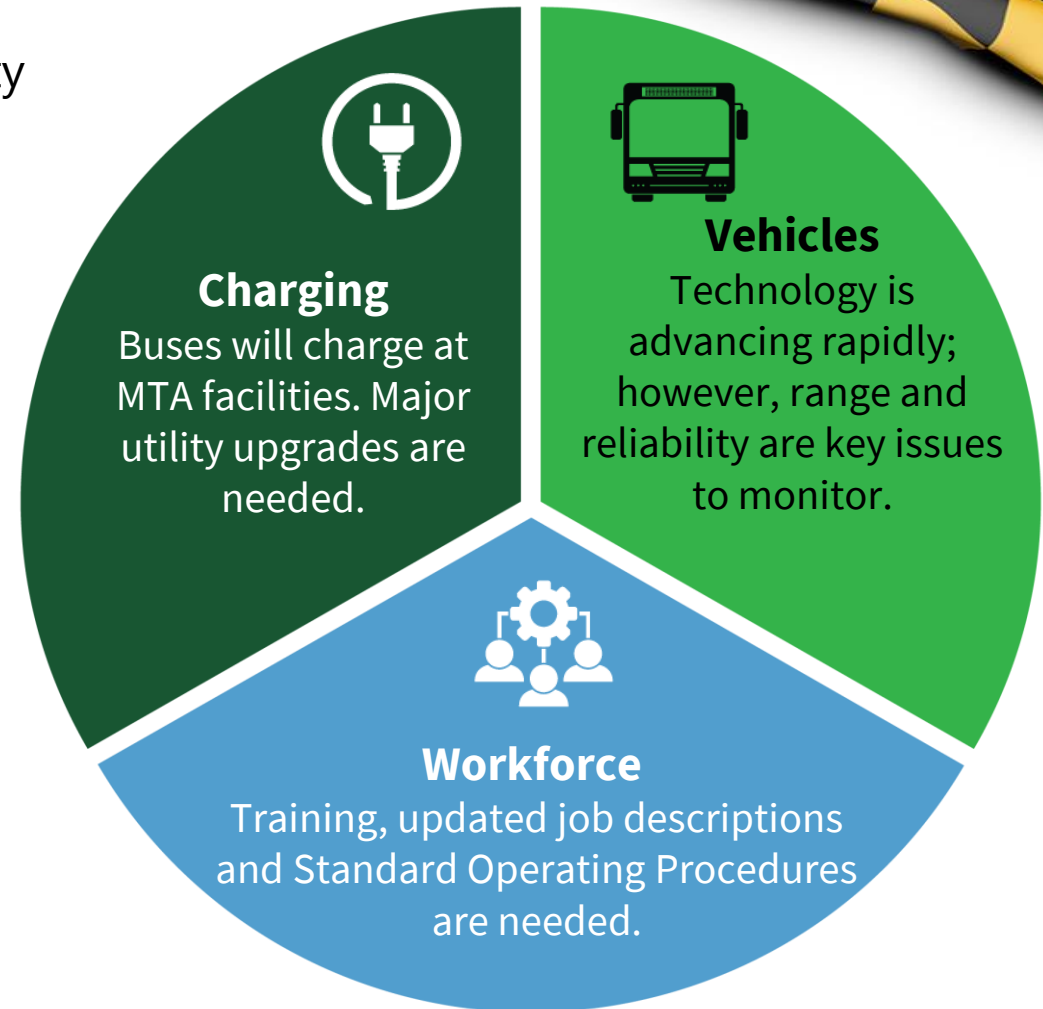 ty
Charging
Buses will charge at
MTA facilities. Major
utility upgrades are
needed.
Vehicles
Technology is
advancing rapidly;
however, range and
reliability are key issues
to monitor.
Workforce
Training, updated job descriptions
and Standard Operating Procedures
are needed.